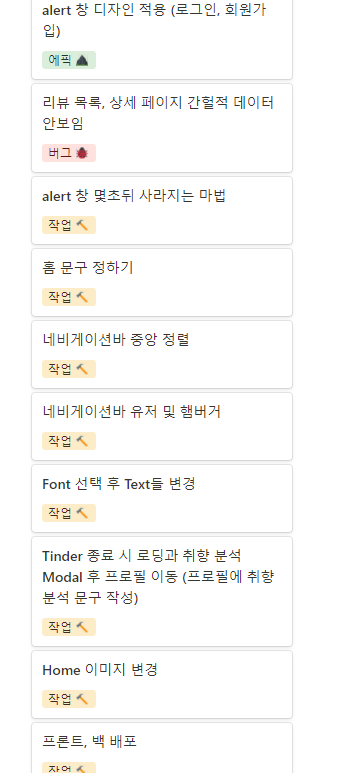 alert 창 디자인 적용 (로그인, 회원가
입)
에픽
리뷰 목록, 상세 페이지 간헐적 데이터
안보임
버그
alert 창 몇초뒤 사라지는 마법
작업
홈 문구 정하기
작업
네비게이션바 중앙 정렬
작업
네비게이션바 유저 및 햄버거
작업
Font 선택 후 Text들 변경
작업
Tinder 종료 시 로딩과 취향 분석
Modal 후 프로필 이동 (프로필에 취향
분석 문구 작성)
작업
Home 이미지 변경
작업
프론트, 백 배포
작업